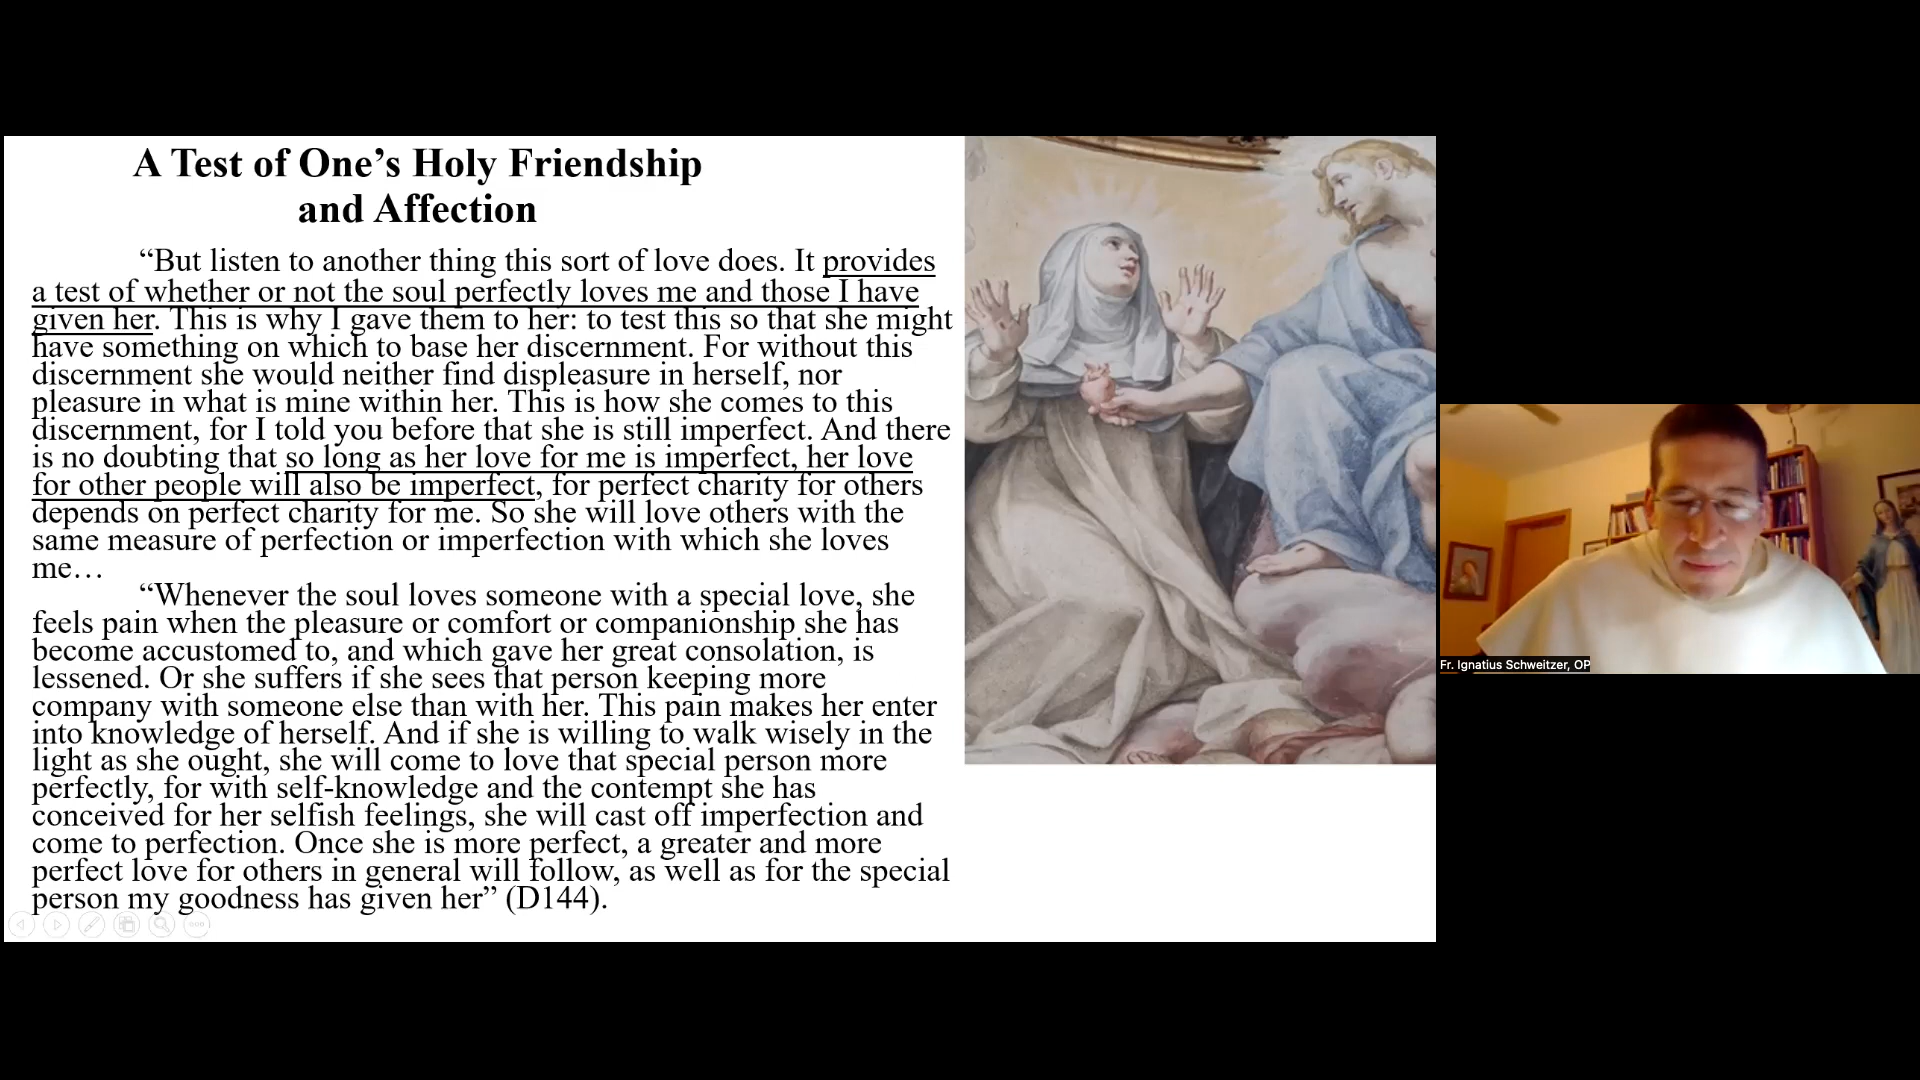 A Test of One’s Holy Friendship
and Affection
“But listen to another thing this sort of love does. It provides
a test of whether or not the soul perfectly loves me and those I have
given her. This is why I gave them to her: to test this so that she might
have something on which to base her discernment. For without this
discernment she would neither find displeasure in herself, nor
pleasure in what is mine within her. This is how she comes to this
discernment, for I told you before that she is still imperfect. And there
is no doubting that so long as her love for me is imperfect, her love
for other people will also be imperfect, for perfect charity for others
depends on perfect charity for me. So she will love others with the
same measure of perfection or imperfection with which she loves
me…
“Whenever the soul loves someone with a special love, she
feels pain when the pleasure or comfort or companionship she has
become accustomed to, and which gave her great consolation, is
lessened. Or she suffers if she sees that person keeping more
company with someone else than with her. This pain makes her enter
into knowledge of herself. And if she is willing to walk wisely in the
light as she ought, she will come to love that special person more
perfectly, for with self-knowledge and the contempt she has
conceived for her selfish feelings, she will cast off imperfection and
come to perfection. Once she is more perfect, a greater and more
perfect love for others in general will follow, as well as for the special
person my goodness has given her” (D144).
Fr. Ignatius Schweitzer, OP